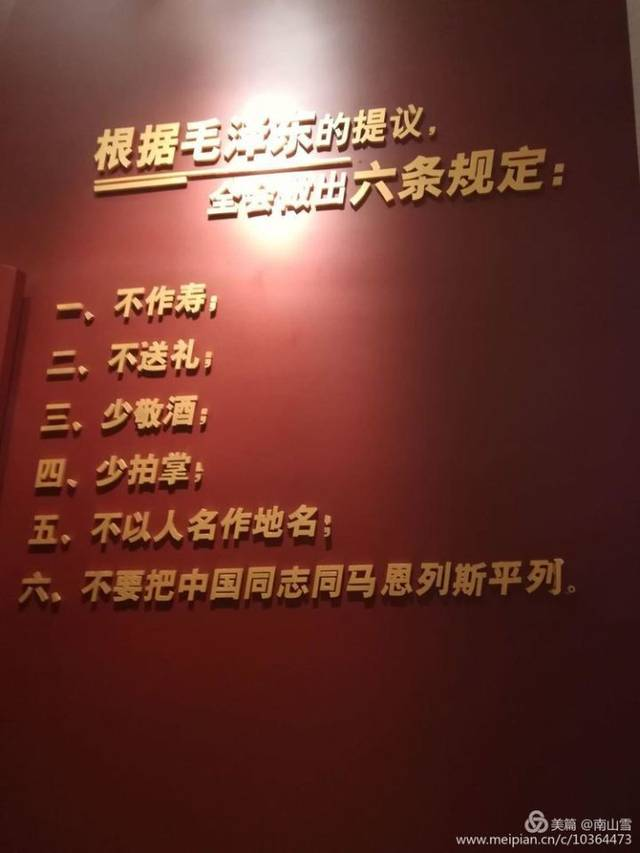 根据毛泽东的提议，
全会做出六条规定：
一、不作寿；
二、不送礼；
三、少敬酒；
四、少拍掌；
五、不以人名作地名；
六、不要把中国同志同马恩列斯平列。
美篇 @南山雪
www.meipian.cn/c/10364473